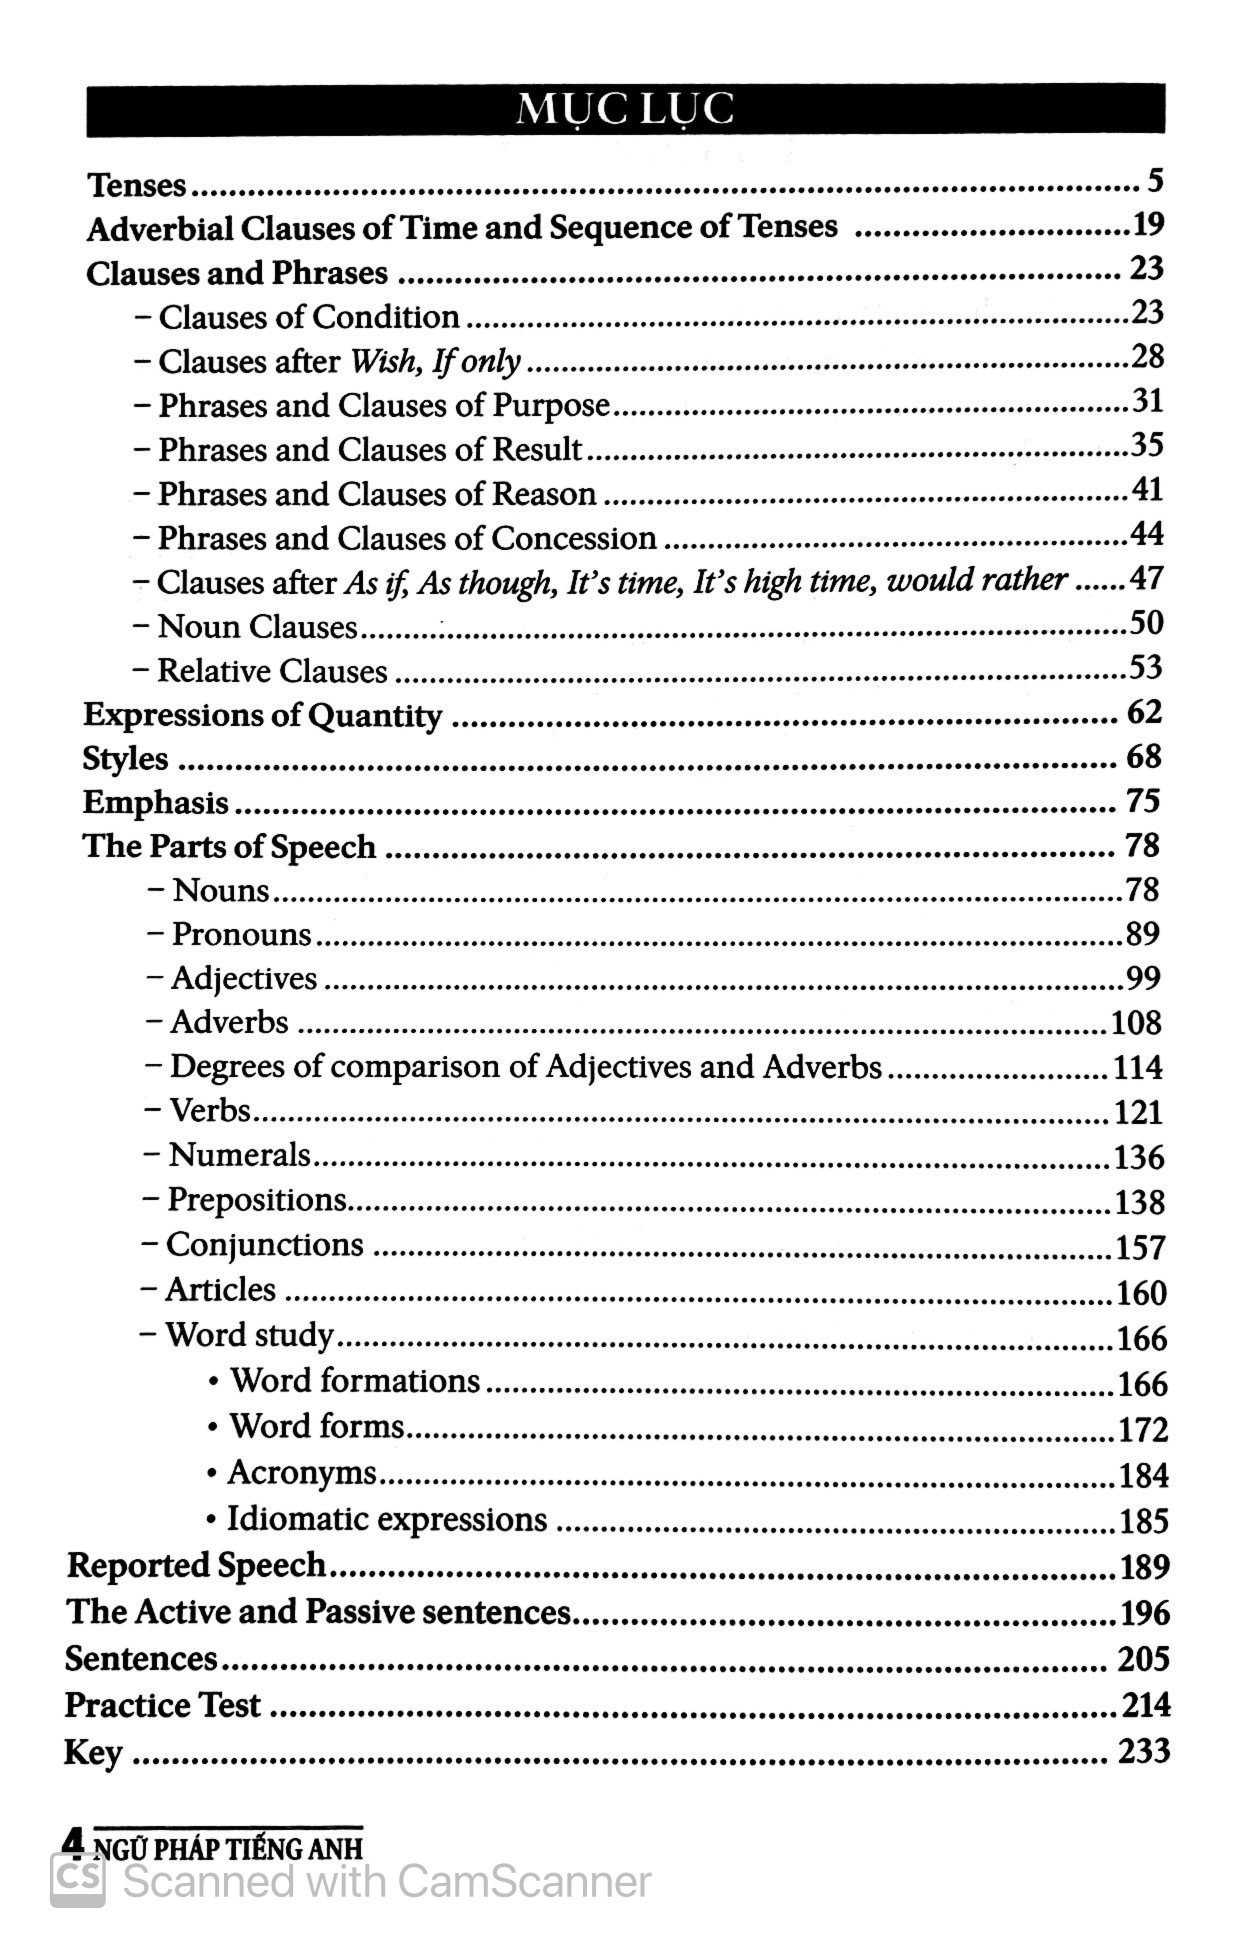 MỤC LỤC
Tenses........ 5
Adverbial Clauses of Time and Sequence of Tenses ........19
Clauses and Phrases ........ 23
– Clauses of Condition........23
– Clauses after Wish, If only........28
– Phrases and Clauses of Purpose........31
– Phrases and Clauses of Result........35
– Phrases and Clauses of Reason........41
– Phrases and Clauses of Concession........44
– Clauses after As if, As though, It's time, It's high time, would rather......47
– Noun Clauses........50
– Relative Clauses........53
Expressions of Quantity ........ 62
Styles ........ 68
Emphasis........ 75
The Parts of Speech ........ 78
– Nouns........78
– Pronouns........89
– Adjectives........99
– Adverbs ........108
– Degrees of comparison of Adjectives and Adverbs........114
– Verbs........121
– Numerals........136
– Prepositions........138
– Conjunctions ........157
– Articles ........160
– Word study........166
• Word formations........166
• Word forms........172
• Acronyms........184
• Idiomatic expressions ........185
Reported Speech........189
The Active and Passive sentences........196
Sentences........ 205
Practice Test ........214
Key ........ 233
4 NGỮ PHÁP TIẾNG ANH
CS Scanned with CamScanner